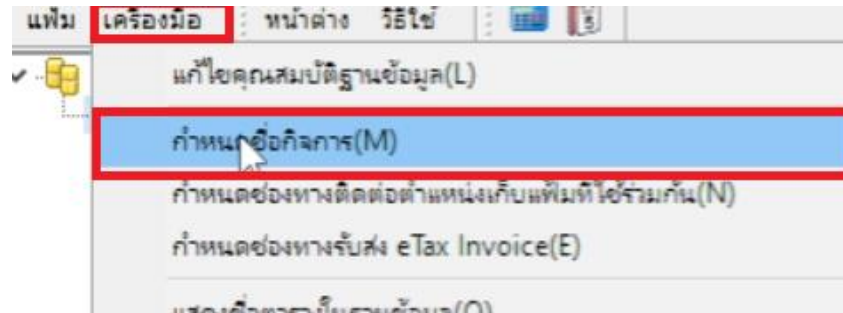 แฟ้ม เครื่องมือ หน้าต่าง วิธีใช้
แก้ไขคุณสมบัติฐานข้อมูล(L)
กำหนดชื่อกิจการ(M)
กำหนดช่องทางติดต่อตำแหน่งเก็บแฟ้มที่ใช้ร่วมกัน(N)
กำหนดช่องทางรับส่ง eTax Invoice(E)